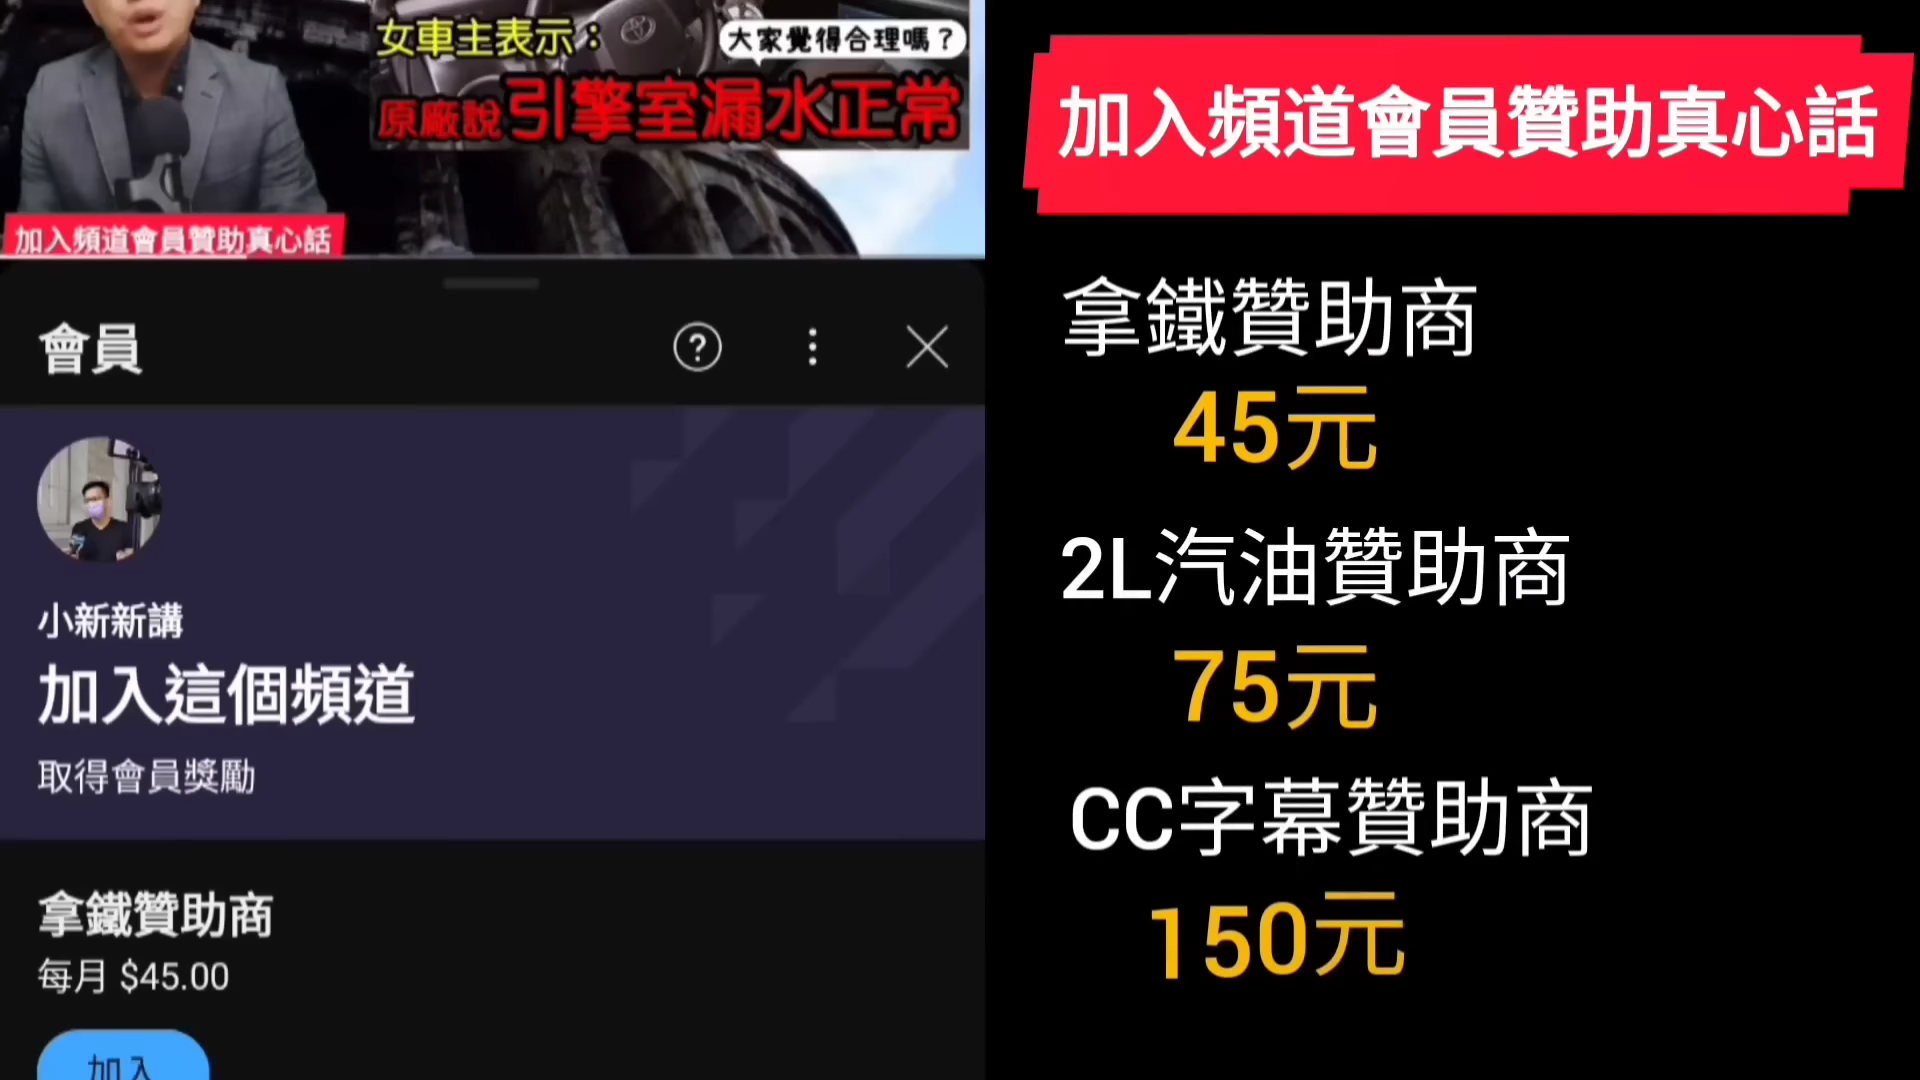 女車主表示：
大家覺得合理嗎？
原廠說引擎室漏水正常
加入頻道會員贊助真心話
會員
小新新講
加入這個頻道
取得會員獎勵
拿鐵贊助商
每月 $45.00
加入
加入頻道會員贊助真心話
拿鐵贊助商
45元
2L汽油贊助商
75元
CC字幕贊助商
150元